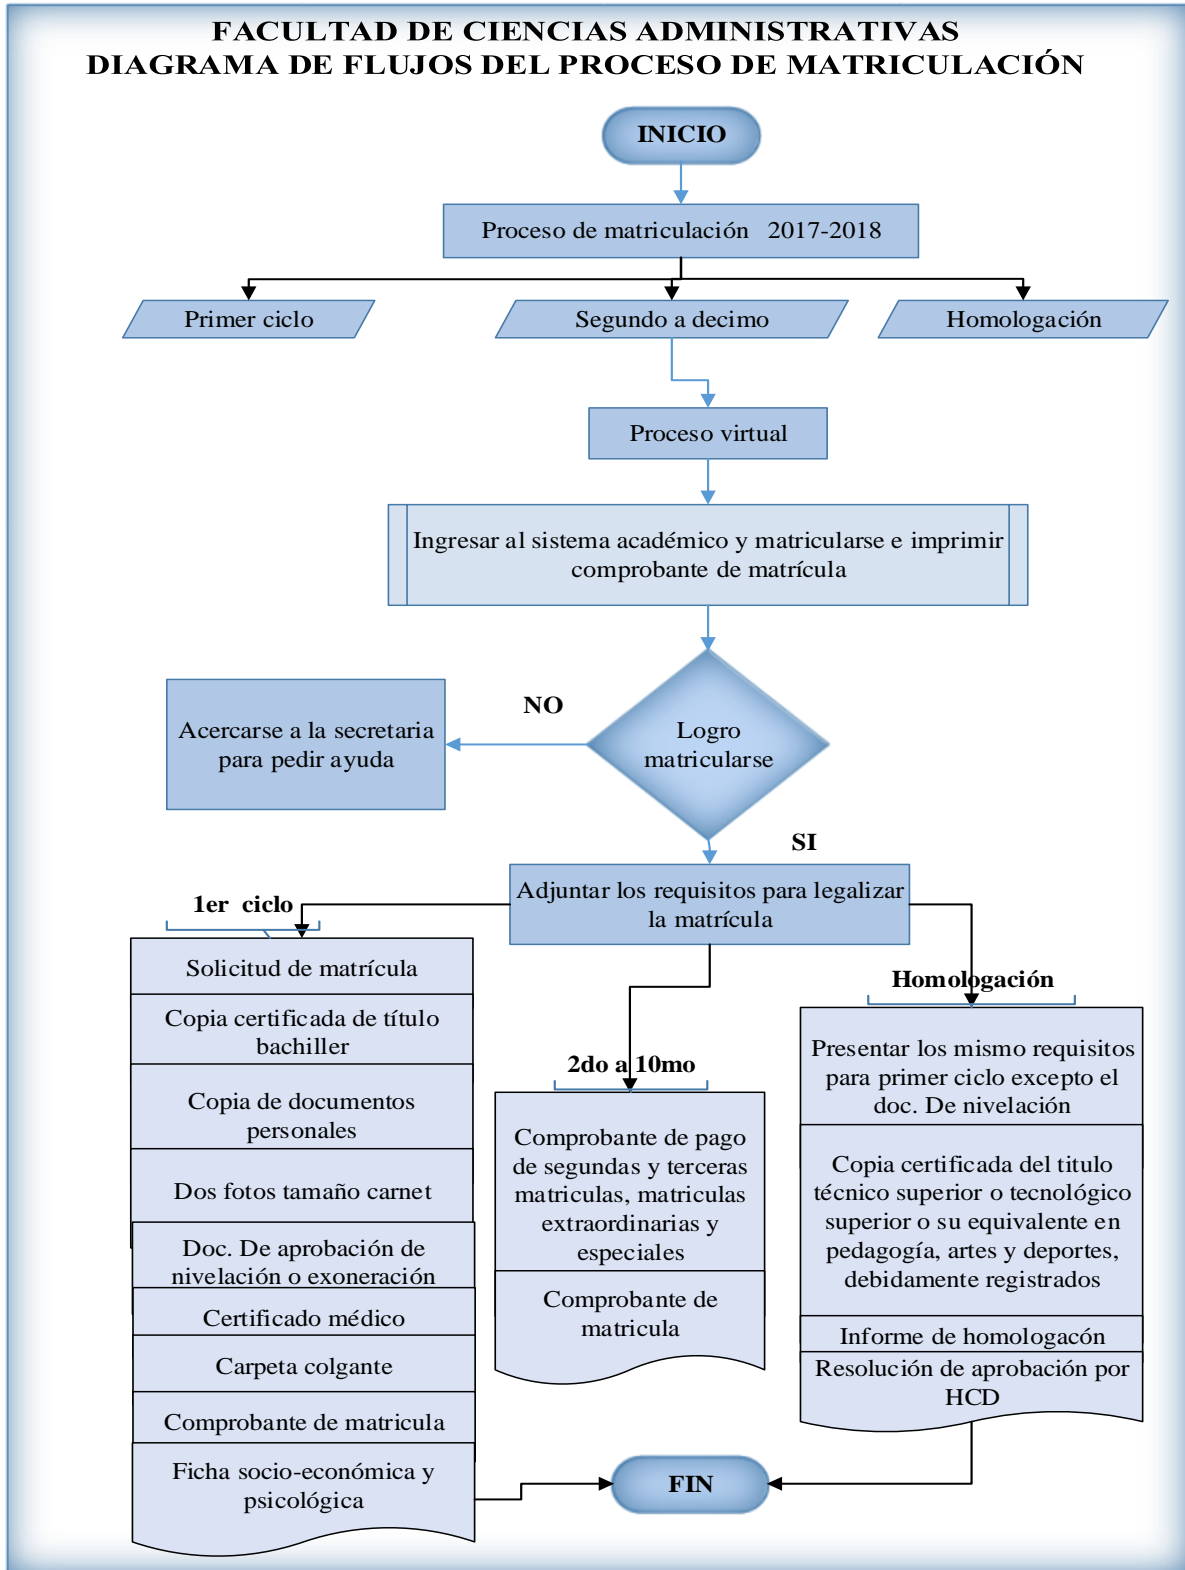 FACULTAD DE CIENCIAS ADMINISTRATIVAS
DIAGRAMA DE FLUJOS DEL PROCESO DE MATRICULACIÓN
INICIO
Proceso de matriculación 2017-2018
Primer ciclo
Segundo a decimo
Homologación
Proceso virtual
Ingresar al sistema académico y matricularse e imprimir
comprobante de matrícula
NO
Acercarse a la secretaria
para pedir ayuda
Logro
matricularse
SI
Adjuntar los requisitos para legalizar
la matrícula
1er ciclo
Solicitud de matrícula
Copia certificada de título
bachiller
Copia de documentos
personales
Dos fotos tamaño carnet
Doc. De aprobación de
nivelación o exoneración
Certificado médico
Carpeta colgante
Comprobante de matricula
Ficha socio-económica y
psicológica
2do a 10mo
Comprobante de pago
de segundas y terceras
matriculas, matriculas
extraordinarias y
especiales
Comprobante de
matricula
Homologación
Presentar los mismo requisitos
para primer ciclo excepto el
doc. De nivelación
Copia certificada del titulo
técnico superior o tecnológico
superior o su equivalente en
pedagogía, artes y deportes,
debidamente registrados
Informe de homologacón
Resolución de aprobación por
HCD
FIN